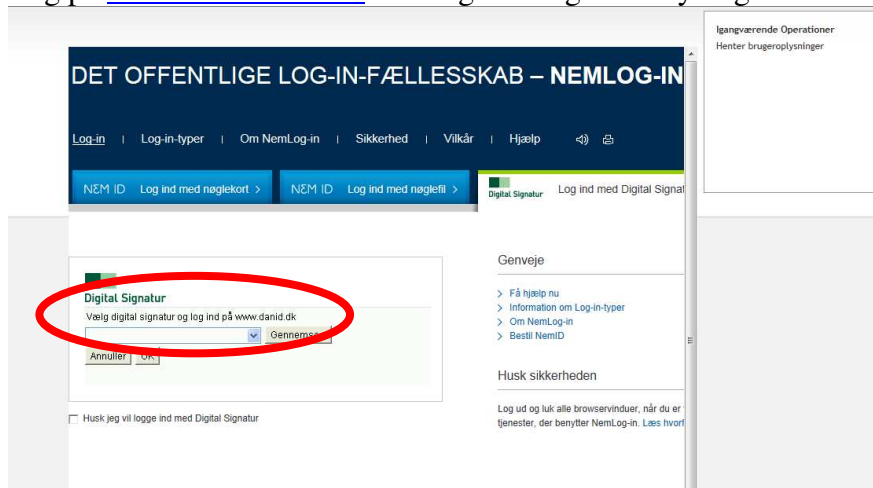 Igangværende Operationer
Henter brugeroplysninger
DET OFFENTLIGE LOG-IN-FÆLLESSKAB – NEMLOG-IN
Log-in | Log-in-typer | Om NemLog-in | Sikkerhed | Vilkår | Hjælp
NEM ID Log ind med nøglekort >
NEM ID Log ind med nøglefil >
Digital Signatur Log ind med Digital Signat
Digital Signatur
Vælg digital signatur og log ind på www.danid.dk
Annuller OK
Husk jeg vil logge ind med Digital Signatur
Genveje
> Få hjælp nu
> Information om Log-in-typer
> Om NemLog-in
> Bestil NemID
Husk sikkerheden
Log ud og luk alle browservinduer, når du er
tjenester, der benytter NemLog-in. Læs hvorf